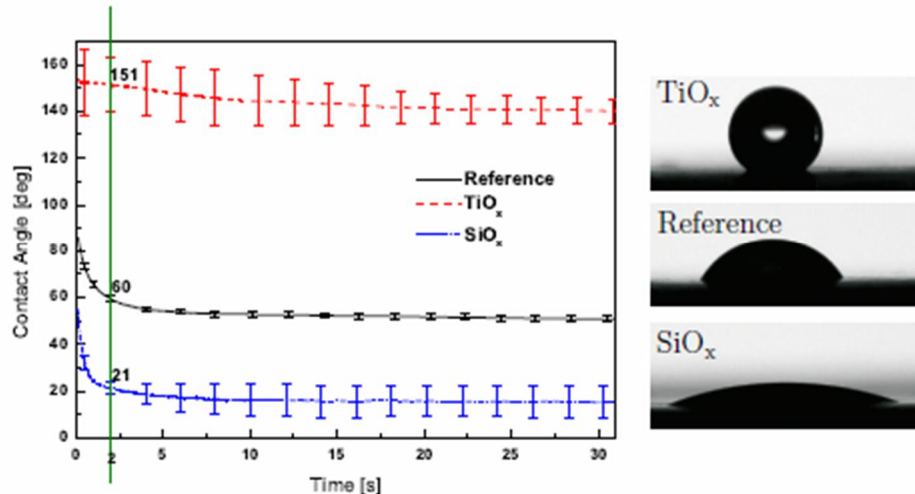 160
140
120
100
80
60
40
20
0
Contact Angle [deg]
151
60
21
Reference
TiOₓ
SiOₓ
0
2
5
10
15
20
25
30
Time [s]
TiOₓ
Reference
SiOₓ